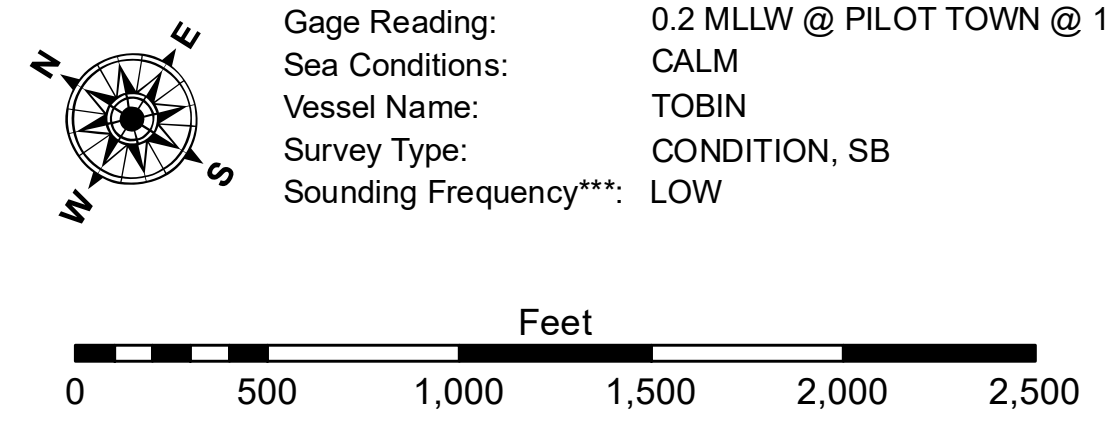 N
E
S
W
Gage Reading: 0.2 MLLW @ PILOT TOWN @ 1
Sea Conditions: CALM
Vessel Name: TOBIN
Survey Type: CONDITION, SB
Sounding Frequency***: LOW
Feet
0 500 1,000 1,500 2,000 2,500